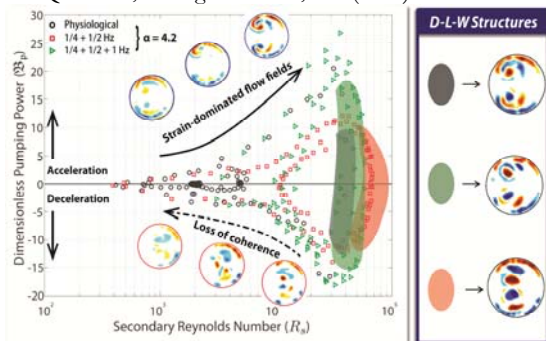 Physiological
1/4 + 1/2 Hz
1/4 + 1/2 + 1 Hz
α = 4.2
D-L-W Structures
Dimensionless Pumping Power (𝔅p)
30
25
20
15
10
5
0
-5
-10
-15
-20
Strain-dominated flow fields
Acceleration
Deceleration
Loss of coherence
Secondary Reynolds Number (Rs)